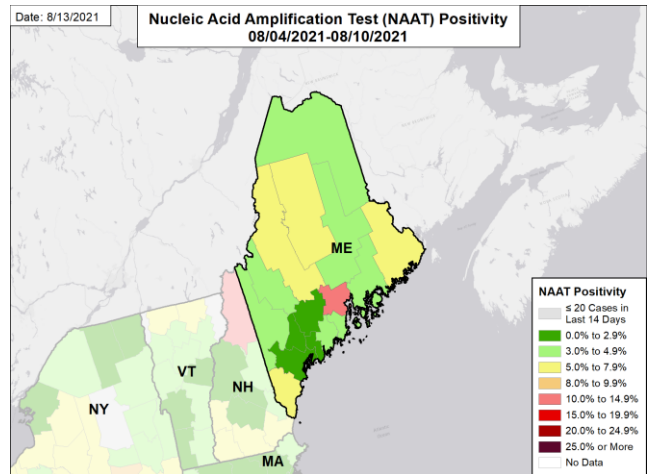 Date: 8/13/2021
Nucleic Acid Amplification Test (NAAT) Positivity
08/04/2021-08/10/2021
ME
VT
NH
NY
MA
NAAT Positivity
≤ 20 Cases in
Last 14 Days
0.0% to 2.9%
3.0% to 4.9%
5.0% to 7.9%
8.0% to 9.9%
10.0% to 14.9%
15.0% to 19.9%
20.0% to 24.9%
25.0% or More
No Data